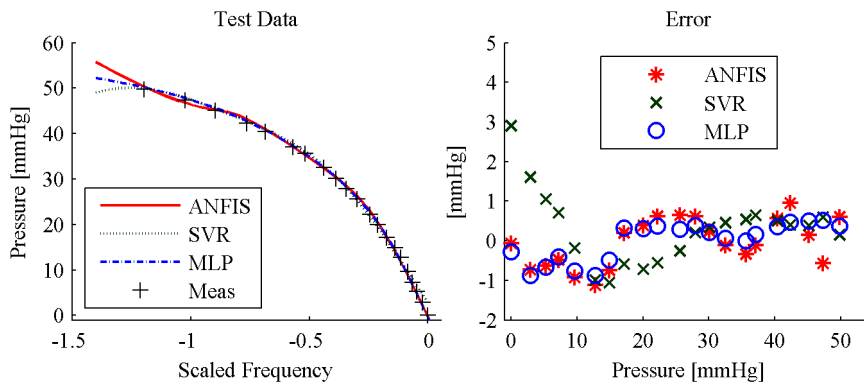 Test Data
Pressure [mmHg]
60
50
40
30
20
10
0
-1.5
-1
-0.5
0
Scaled Frequency
ANFIS
SVR
MLP
Meas
Error
[mmHg]
5
4
3
2
1
0
-1
-2
0
10
20
30
40
50
Pressure [mmHg]
ANFIS
SVR
MLP